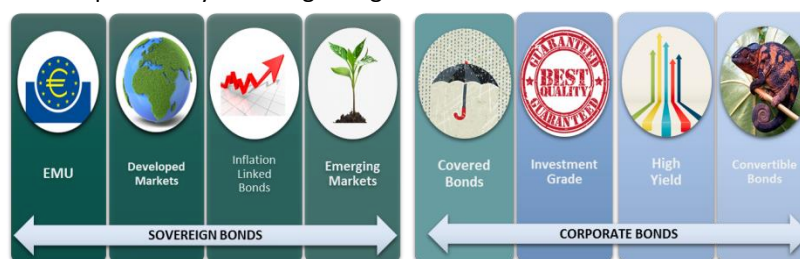 EMU
Developed
Markets
Inflation
Linked
Bonds
Emerging
Markets
Covered
Bonds
GUARANTEED
BEST
QUALITY
GUARANTEED
Investment
Grade
High
Yield
Convertible
Bonds
SOVEREIGN BONDS
CORPORATE BONDS